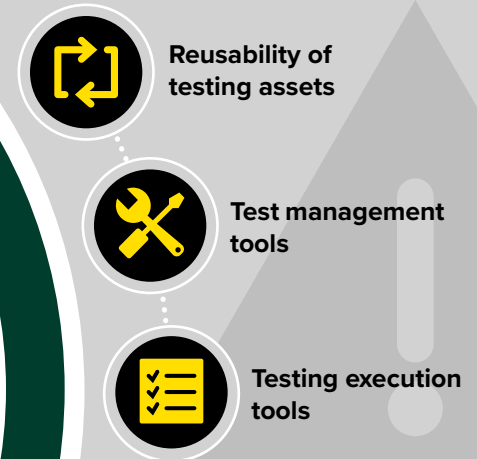 Reusability of
testing assets
Test management
tools
Testing execution
tools